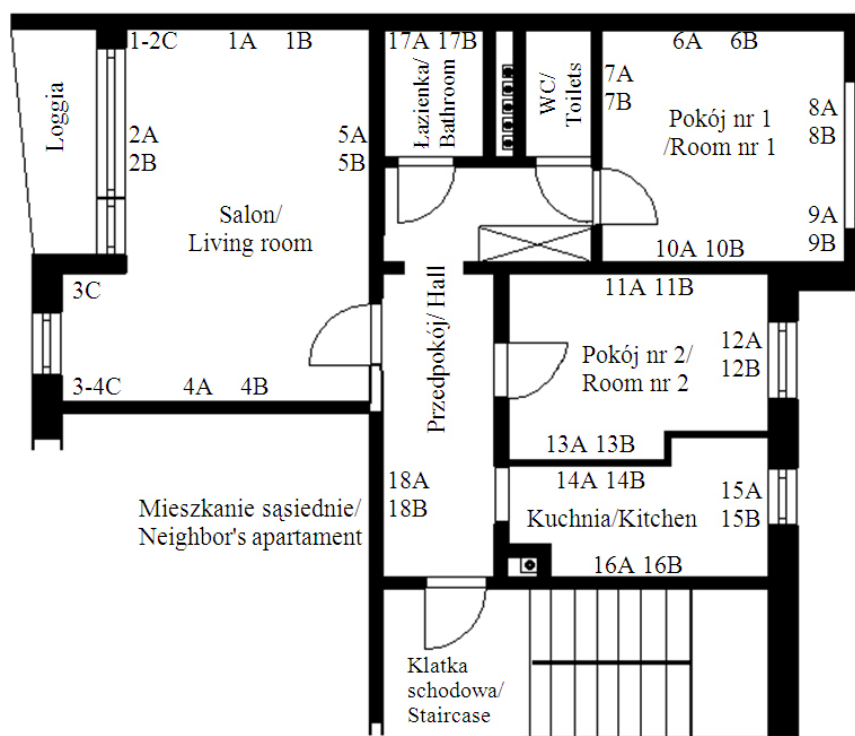 1-2C 1A 1B
17A 17B
6A 6B
Loggia
Łazienka/
Bathroom
WC/
Toilets
7A
7B
Pokój nr 1
/Room nr 1
8A
8B
2A
2B
5A
5B
Salon/
Living room
9A
9B
10A 10B
3C
11A 11B
Przedpokój/ Hall
Pokój nr 2/
Room nr 2
12A
12B
3-4C 4A 4B
13A 13B
18A
18B
14A 14B
15A
15B
Mieszkanie sąsiednie/
Neighbor's apartament
Kuchnia/Kitchen
16A 16B
Klatka
schodowa/
Staircase